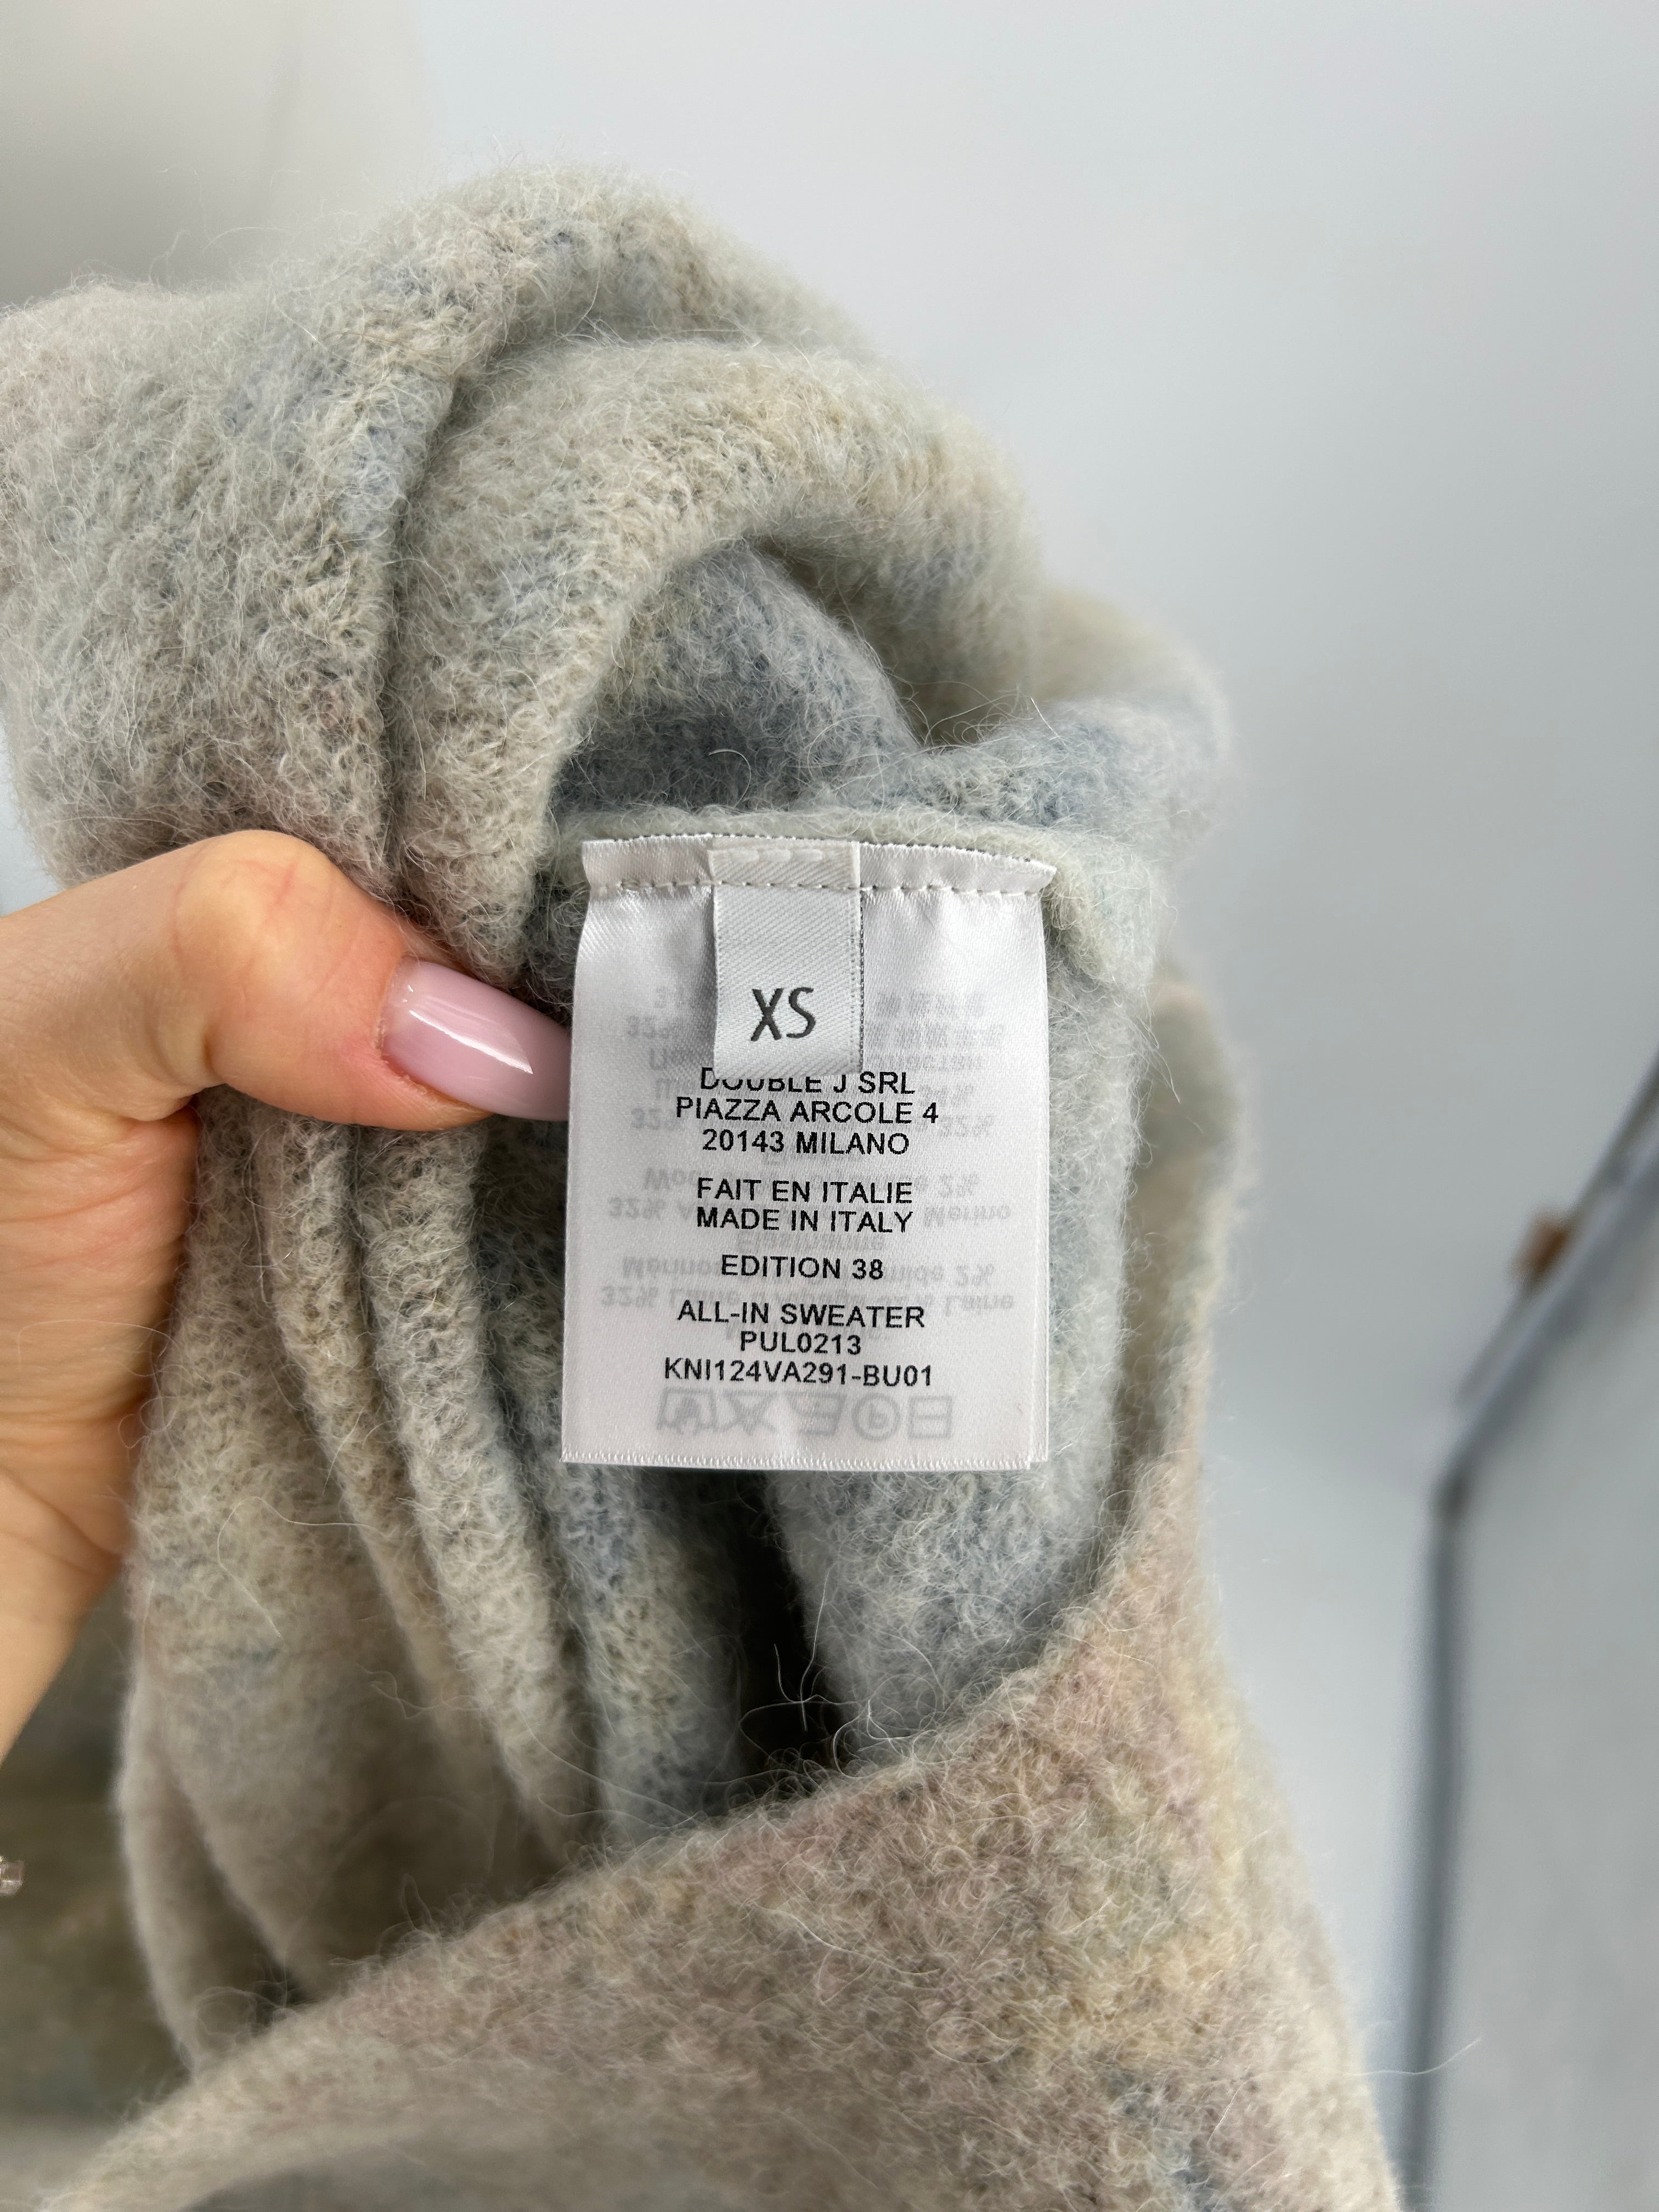 XS
DOUBLE J SRL
PIAZZA ARCOLE 4
20143 MILANO
FAIT EN ITALIE
MADE IN ITALY
EDITION 38
ALL-IN SWEATER
PUL0213
KNI124VA291-BU01